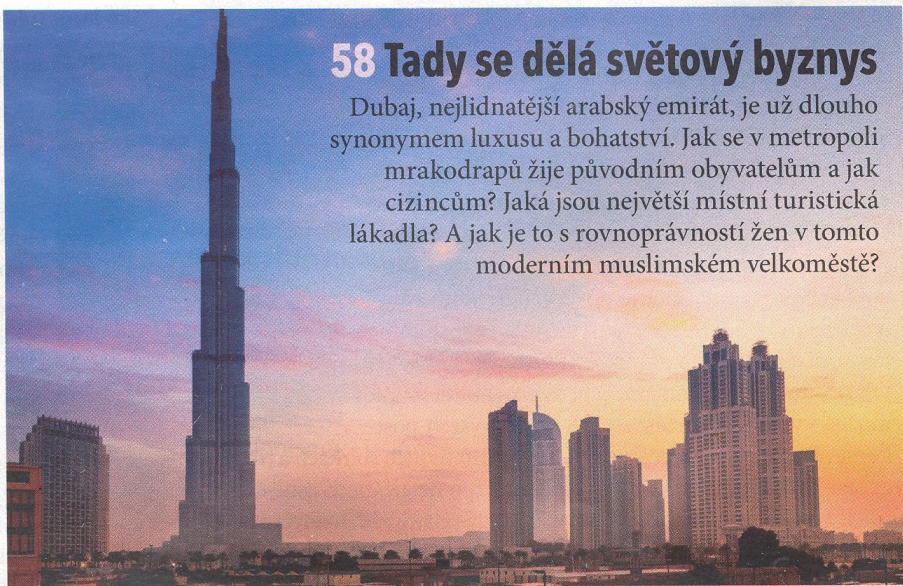 58 Tady se dělá světový byznys
Dubaj, nejlidnatější arabský emirát, je už dlouho
synonymem luxusu a bohatství. Jak se v metropoli
mrakodrapů žije původním obyvatelům a jak
cizincům? Jaká jsou největší místní turistická
lákadla? A jak je to s rovnoprávností žen v tomto
moderním muslimském velkoměstě?